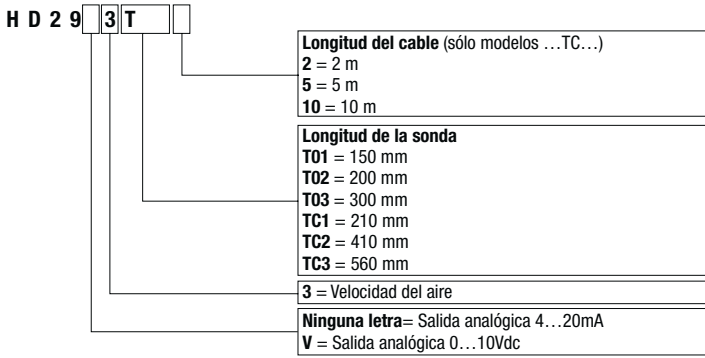 H D 2 9 3 T
Longitud del cable (sólo modelos …TC…)
2 = 2 m
5 = 5 m
10 = 10 m
Longitud de la sonda
T01 = 150 mm
T02 = 200 mm
T03 = 300 mm
TC1 = 210 mm
TC2 = 410 mm
TC3 = 560 mm
3 = Velocidad del aire
Ninguna letra= Salida analógica 4…20mA
V = Salida analógica 0…10Vdc